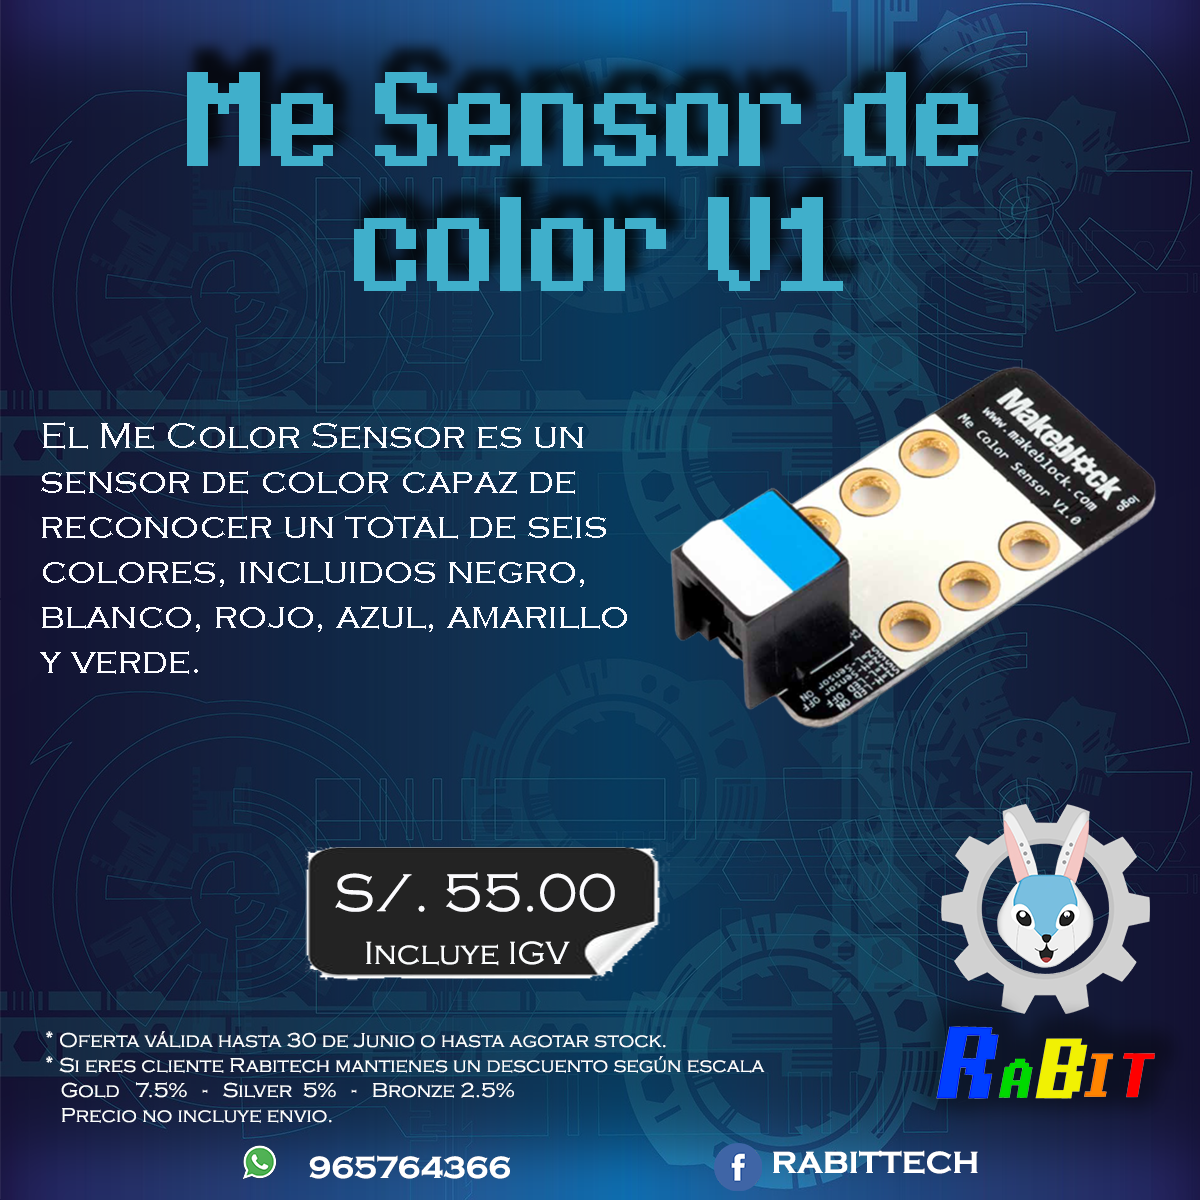 Me Sensor de
color V1
El Me Color Sensor es un
sensor de color capaz de
reconocer un total de seis
colores, incluidos negro,
blanco, rojo, azul, amarillo
y verde.
Makeblock
www.makeblock.com
Me Color Sensor V1.0
S/. 55.00
Incluye IGV
* Oferta válida hasta 30 de Junio o hasta agotar stock.
* Si eres cliente Rabitech mantienes un descuento según escala
Gold 7.5% - Silver 5% - Bronze 2.5%
Precio no incluye envio.
RaBit
965764366
f RABITTECH